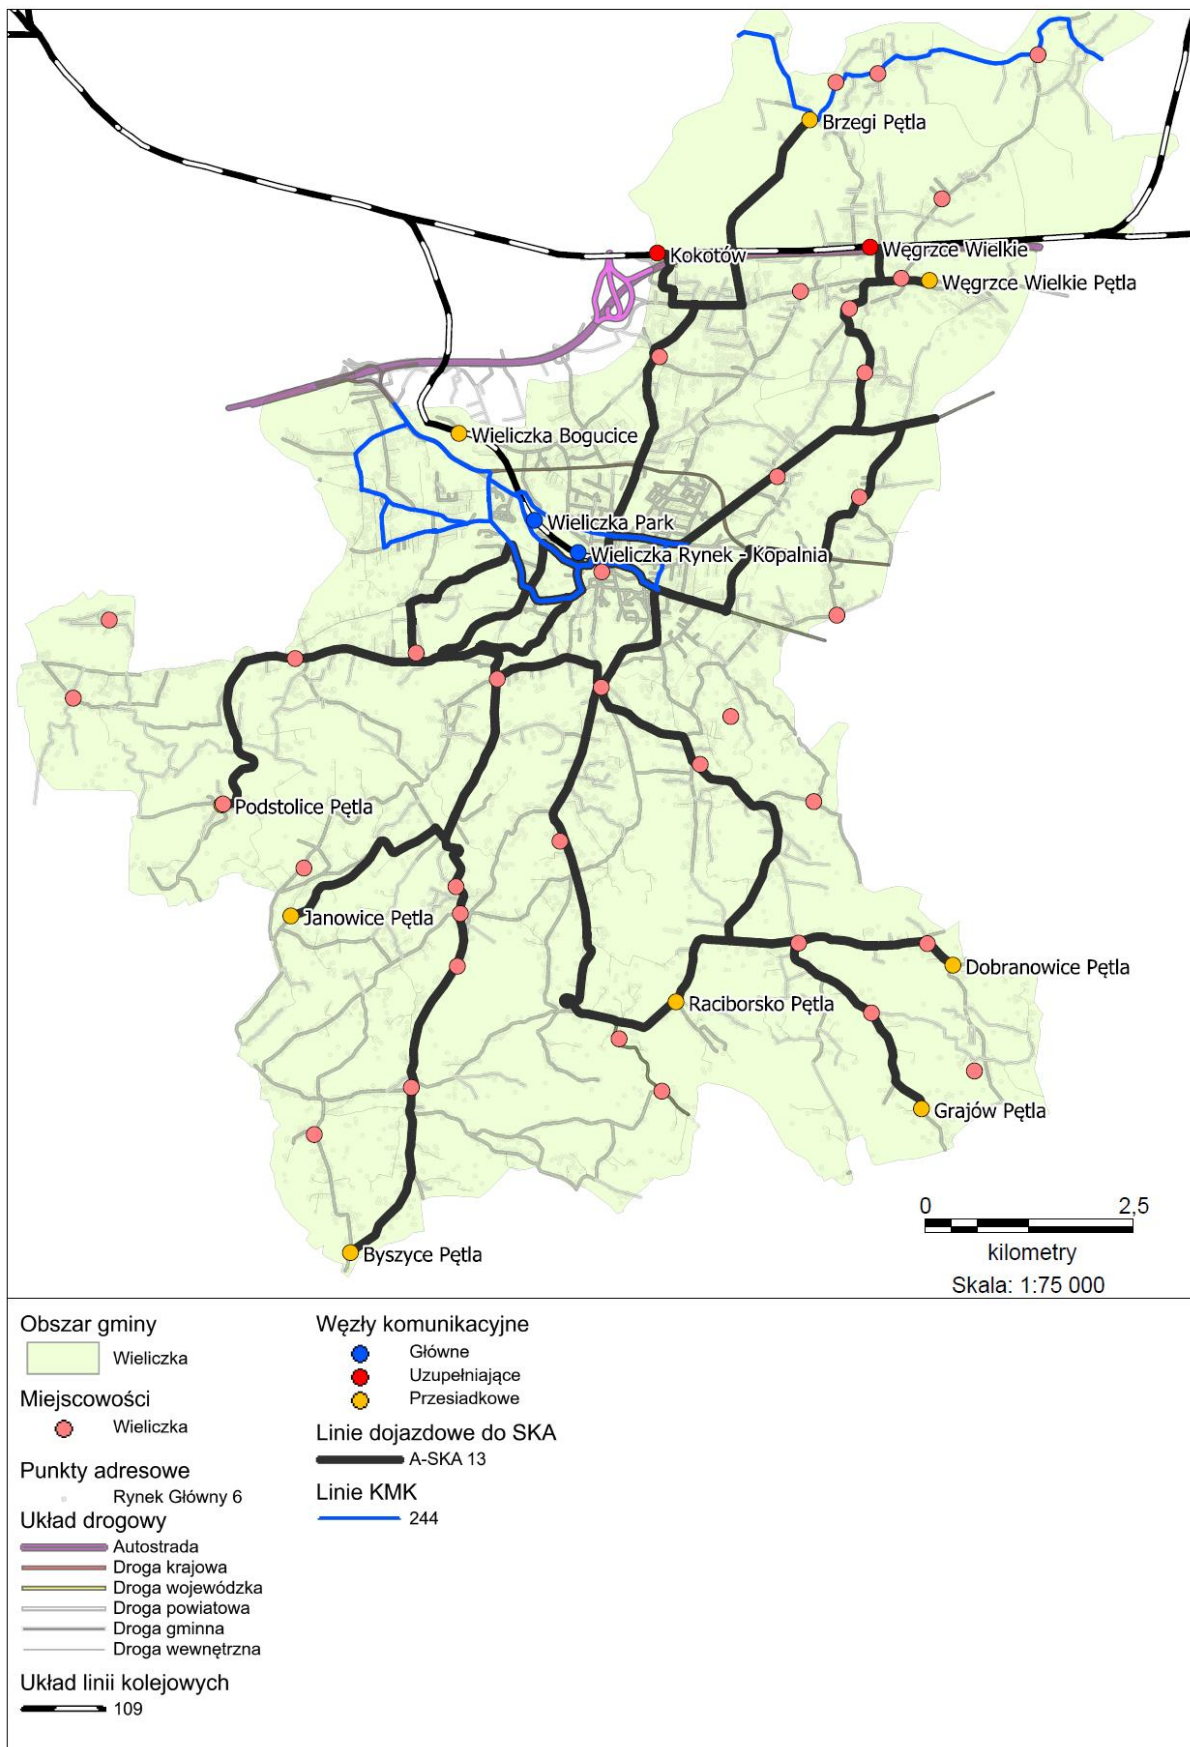 Brzegi Pętla
Kokotów
Węgrzce Wielkie
Węgrzce Wielkie Pętla
Wieliczka Bogucice
Wieliczka Park
Wieliczka Rynek - Kopalnia
Podstolice Pętla
Janowice Pętla
Dobranowice Pętla
Raciborsko Pętla
Grajów Pętla
Byszyce Pętla
0 2,5
kilometry
Skala: 1:75 000
Obszar gminy
Wieliczka
Miejscowości
Wieliczka
Punkty adresowe
Rynek Główny 6
Układ drogowy
Autostrada
Droga krajowa
Droga wojewódzka
Droga powiatowa
Droga gminna
Droga wewnętrzna
Układ linii kolejowych
109
Węzły komunikacyjne
Główne
Uzupełniające
Przesiadkowe
Linie dojazdowe do SKA
A-SKA 13
Linie KMK
244